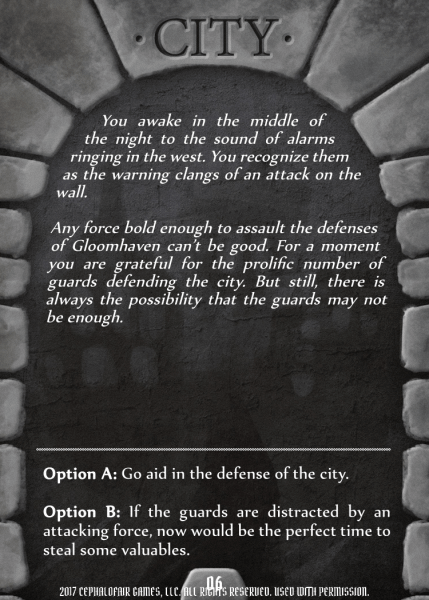 · CITY ·
You awake in the middle of
the night to the sound of alarms
ringing in the west. You recognize them
as the warning clangs of an attack on the
wall.
Any force bold enough to assault the defenses
of Gloomhaven can't be good. For a moment
you are grateful for the prolific number of
guards defending the city. But still, there is
always the possibility that the guards may not
be enough.
Option A: Go aid in the defense of the city.
Option B: If the guards are distracted by an
attacking force, now would be the perfect time to
steal some valuables.
06
2017 CEPHALOFAIR GAMES, LLC. ALL RIGHTS RESERVED. USED WITH PERMISSION.